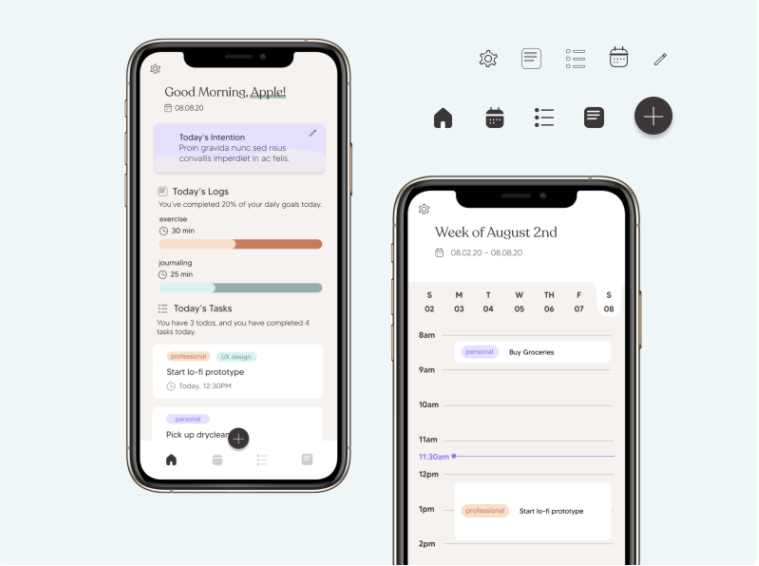 Good Morning, Apple!
08.08.20
Today's Intention
Proin gravida nunc sed risus
convallis imperdiet in ac felis.
Today's Logs
You've completed 20% of your daily goals today.
exercise
30 min
journaling
25 min
Today's Tasks
You have 3 todos, and you have completed 4
tasks today.
professional UX design
Start lo-fi prototype
Today, 12:30PM
personal
Pick up dryclean
Week of August 2nd
08.02.20 - 08.08.20
S M T W TH F S
02 03 04 05 06 07 08
8am
personal Buy Groceries
9am
10am
11am
11:30am
12pm
1pm professional Start lo-fi prototype
2pm